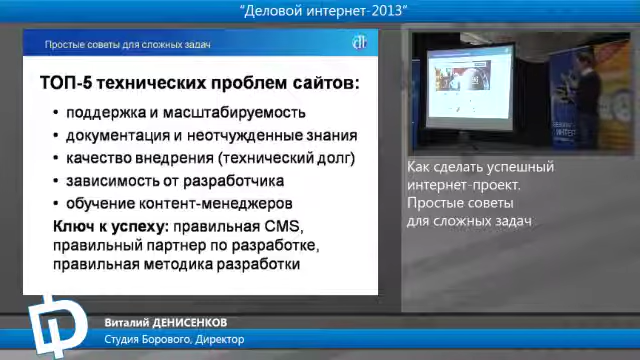 “Деловой интернет-2013”
Простые советы для сложных задач
ТОП-5 технических проблем сайтов:
• поддержка и масштабируемость
• документация и неотчужденные знания
• качество внедрения (технический долг)
• зависимость от разработчика
• обучение контент-менеджеров
Ключ к успеху: правильная CMS,
правильный партнер по разработке,
правильная методика разработки
Как сделать успешный
интернет-проект.
Простые советы
для сложных задач
Виталий ДЕНИСЕНКОВ
Студия Борового, Директор